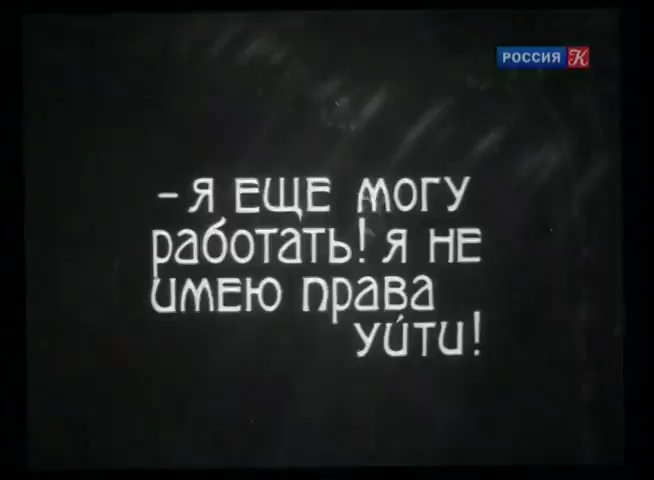 РОССИЯ К
- Я ЕЩЕ МОГУ
работать! Я НЕ
имею права
уйти!